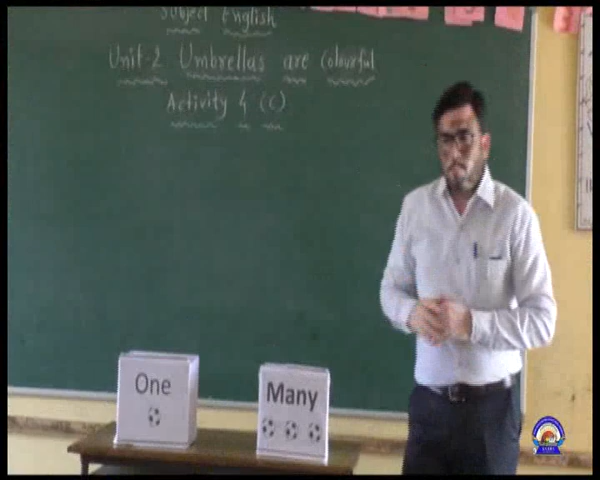 Subject English
Unit-2 Umbrellas are colourful
Activity 4 (c)
One
Many